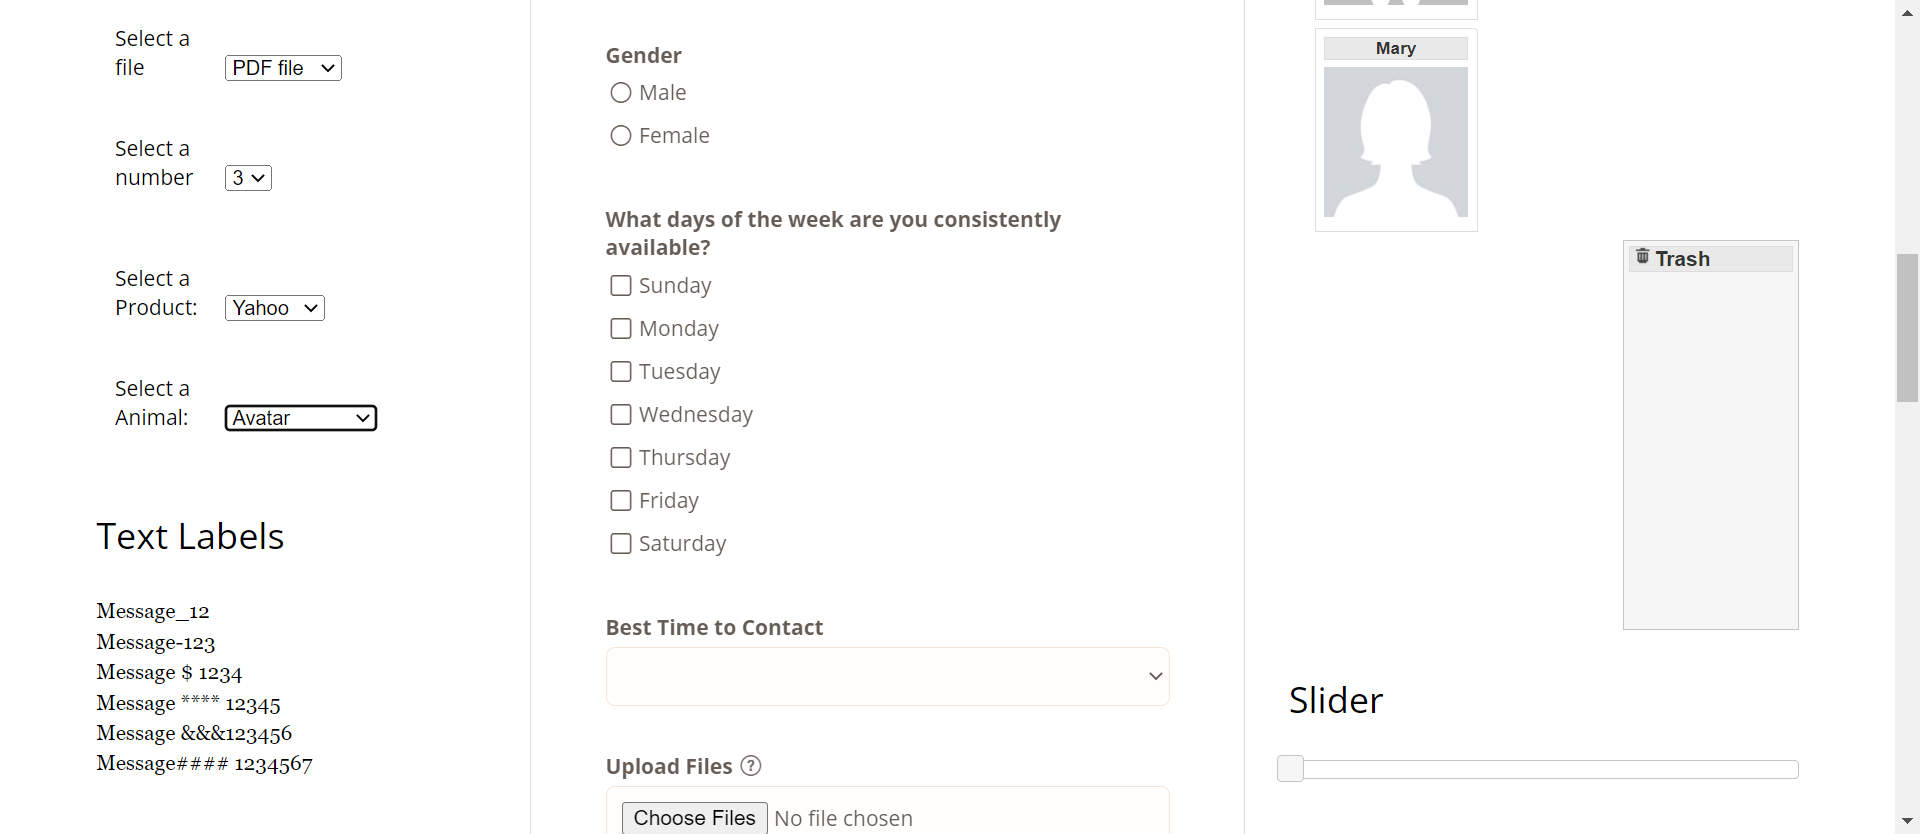 Select a
file
PDF file
Select a
number
3
Select a
Product:
Yahoo
Select a
Animal:
Avatar
Text Labels
Message_12
Message-123
Message $ 1234
Message **** 12345
Message &&&123456
Message#### 1234567
Gender
Male
Female
What days of the week are you consistently
available?
Sunday
Monday
Tuesday
Wednesday
Thursday
Friday
Saturday
Best Time to Contact
Upload Files ?
Choose Files No file chosen
Mary
Trash
Slider